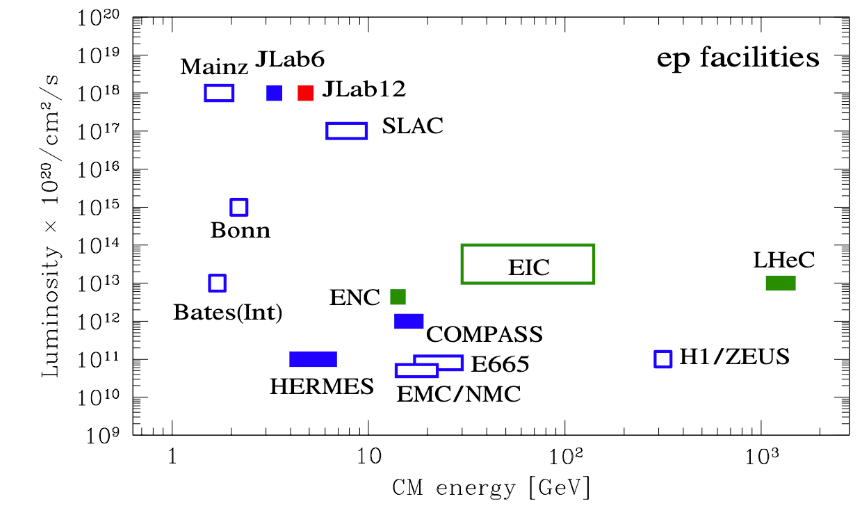 ep facilities
10²⁰
10¹⁹
10¹⁸
10¹⁷
10¹⁶
10¹⁵
10¹⁴
10¹³
10¹²
10¹¹
10¹⁰
10⁹
Luminosity × 10²⁰/cm²/s
Mainz
JLab6
JLab12
SLAC
Bonn
EIC
LHeC
Bates(Int)
ENC
COMPASS
H1/ZEUS
E665
HERMES
EMC/NMC
1
10
10²
10³
CM energy [GeV]